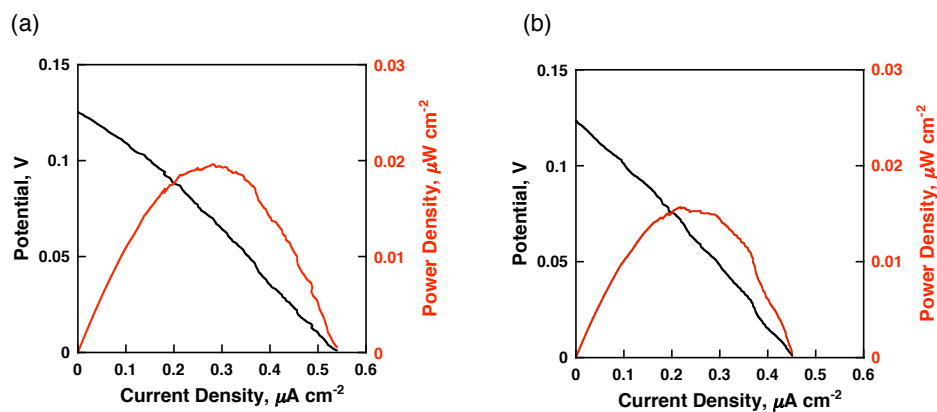 (a)
0.15
0.1
0.05
0
Potential, V
0.03
0.02
0.01
0
Power Density, μW cm-2
0 0.1 0.2 0.3 0.4 0.5 0.6
Current Density, μA cm-2
(b)
0.15
0.1
0.05
0
Potential, V
0.03
0.02
0.01
0
Power Density, μW cm-2
0 0.1 0.2 0.3 0.4 0.5 0.6
Current Density, μA cm-2